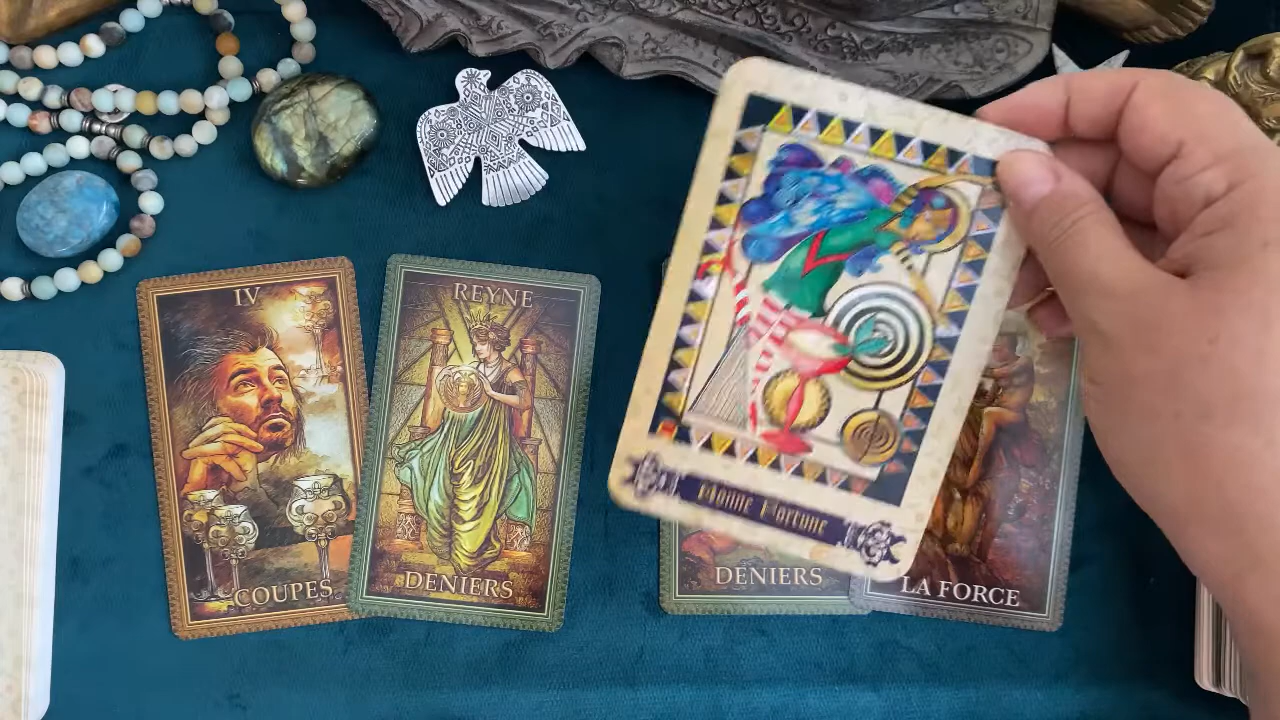 IV
COUPES
REYNE
DENIERS
Bonne Fortune
DENIERS
LA FORCE